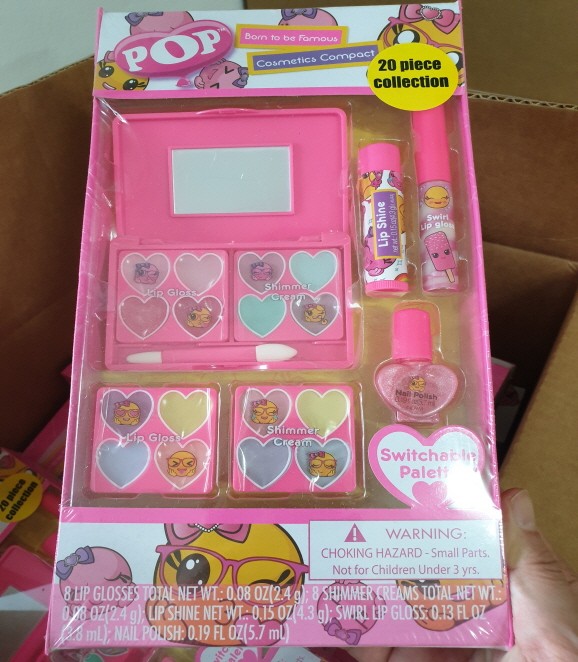 POP™
Born to be Famous
Cosmetics Compact
20 piece
collection
Lip Shine
Swirl
Lip gloss
Lip Gloss
Shimmer
Cream
Nail Polish
Lip Gloss
Shimmer
Cream
Switchable
Palette
20 piece
collection
WARNING:
CHOKING HAZARD - Small Parts.
Not for Children Under 3 yrs.
8 LIP GLOSSES TOTAL NET WT.: 0.08 OZ(2.4 g); 8 SHIMMER CREAMS TOTAL NET WT.:
0.08 OZ(2.4 g); LIP SHINE NET WT.: 0.15 OZ(4.3 g); SWIRL LIP GLOSS: 0.13 FL OZ
(3.8 mL); NAIL POLISH: 0.19 FL OZ(5.7 mL)